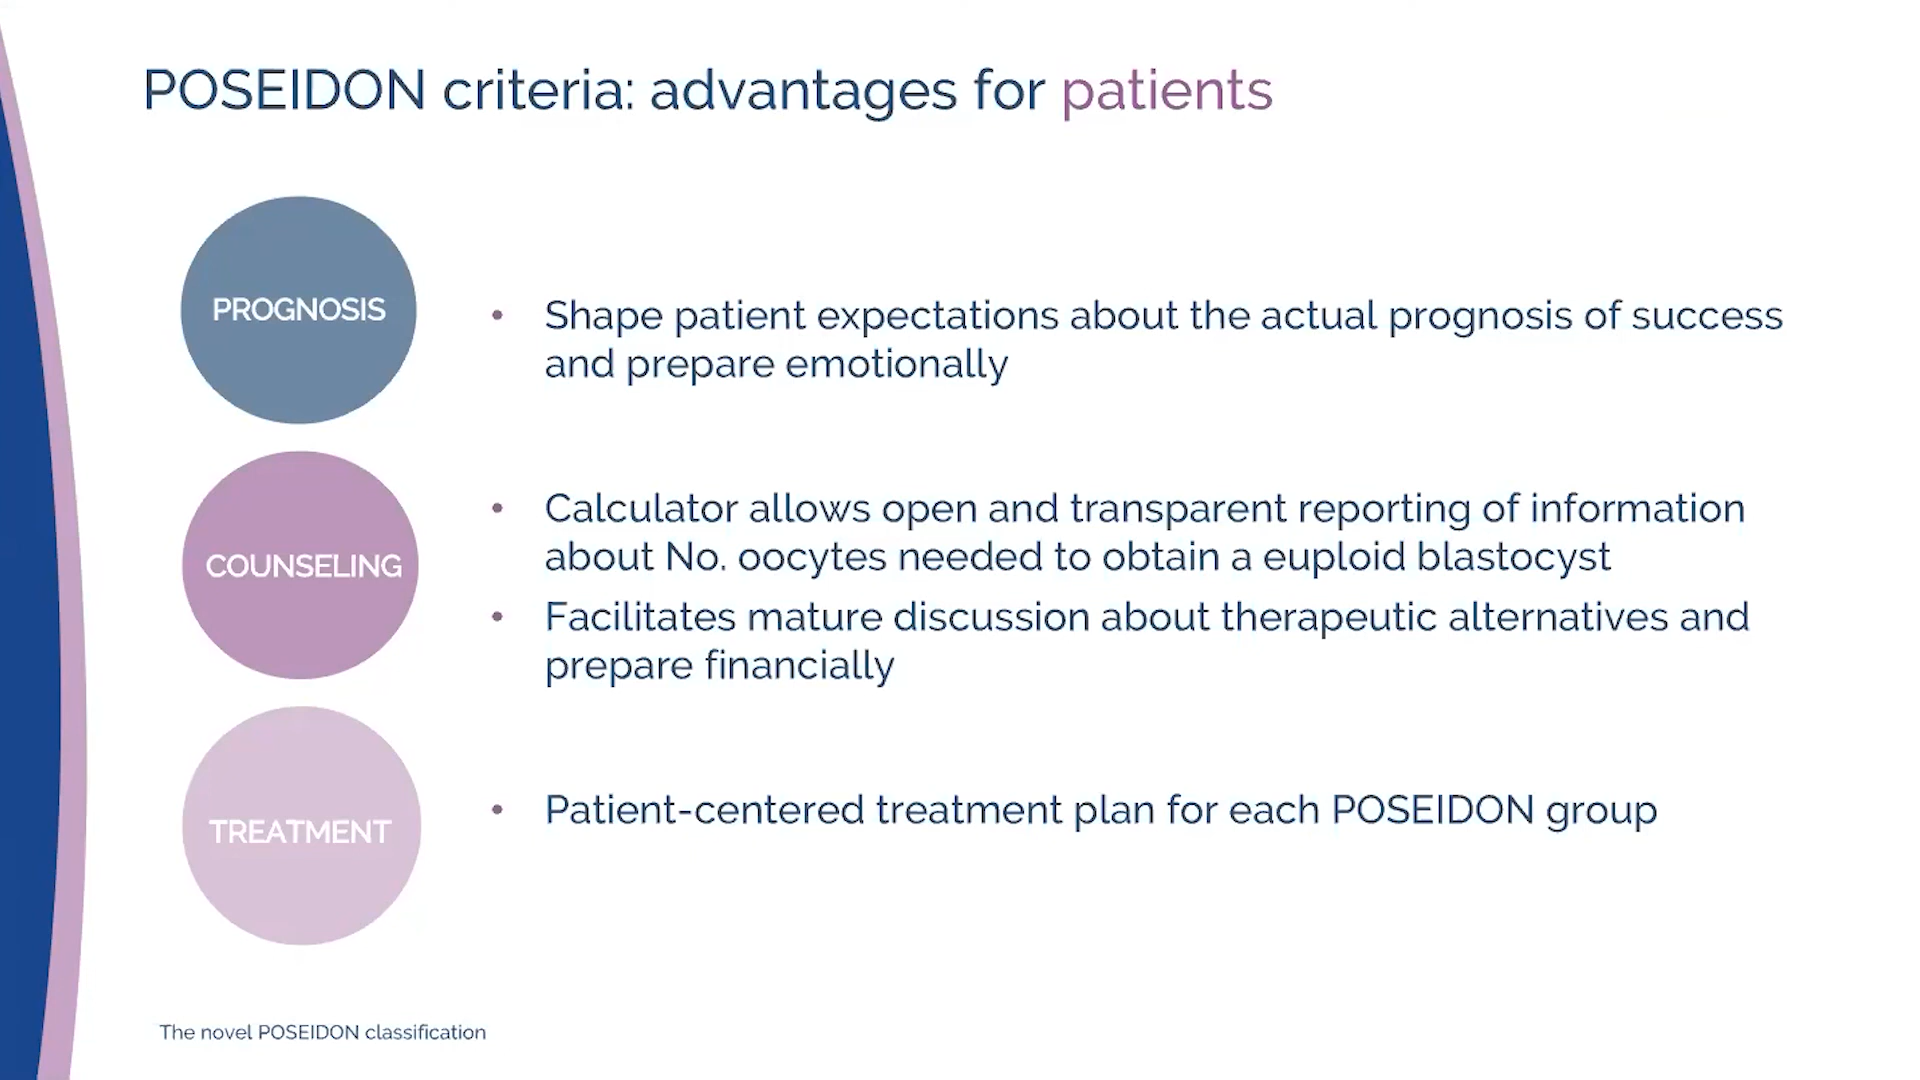 POSEIDON criteria: advantages for patients
PROGNOSIS
• Shape patient expectations about the actual prognosis of success
and prepare emotionally
COUNSELING
• Calculator allows open and transparent reporting of information
about No. oocytes needed to obtain a euploid blastocyst
• Facilitates mature discussion about therapeutic alternatives and
prepare financially
TREATMENT
• Patient-centered treatment plan for each POSEIDON group
The novel POSEIDON classification